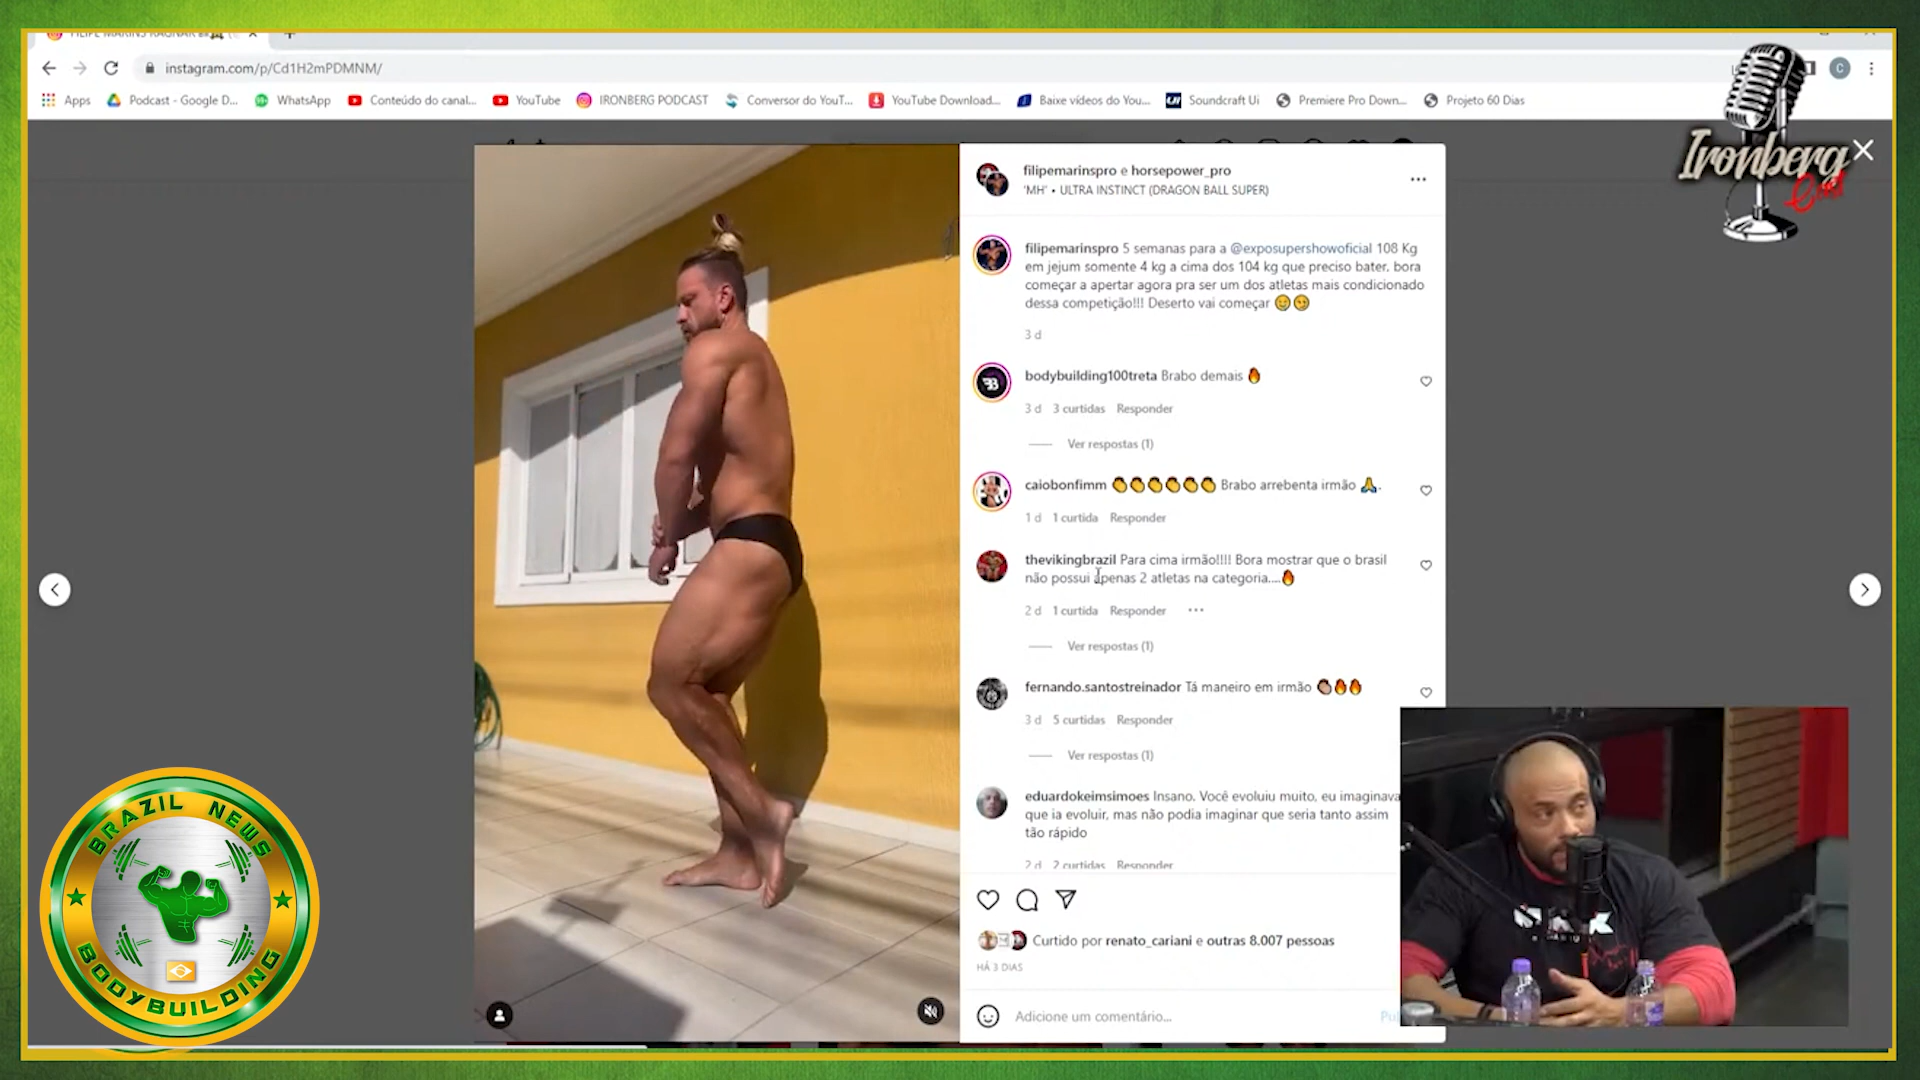 FILIPE MARINS RAGNAR
instagram.com/p/Cd1H2mPDMNM/
Apps Podcast - Google D... WhatsApp Conteúdo do canal... YouTube IRONBERG PODCAST Conversor do YouT... YouTube Download... Baixe vídeos do You... Soundcraft Ui Premiere Pro Down... Projeto 60 Dias
Ironberg
Cast
filipemarinspro e horsepower_pro
'MH' • ULTRA INSTINCT (DRAGON BALL SUPER)
filipemarinspro 5 semanas para a @exposupershowoficial 108 Kg
em jejum somente 4 kg a cima dos 104 kg que preciso bater, bora
começar a apertar agora pra ser um dos atletas mais condicionado
dessa competição!!! Deserto vai começar 😏😏
3 d
bodybuilding100treta Brabo demais 🔥
3 d 3 curtidas Responder
Ver respostas (1)
caiobonfimm 👏👏👏👏👏👏 Brabo arrebenta irmão 🙏.
1 d 1 curtida Responder
thevikingbrazil Para cima irmão!!!! Bora mostrar que o brasil
não possui apenas 2 atletas na categoria....🔥
2 d 1 curtida Responder
Ver respostas (1)
fernando.santostreinador Tá maneiro em irmão 👏🏽🔥🔥
3 d 5 curtidas Responder
Ver respostas (1)
eduardokeimsimoes Insano. Você evoluiu muito, eu imaginava
que ia evoluir, mas não podia imaginar que seria tanto assim
tão rápido
2 d 2 curtidas Responder
Curtido por renato_cariani e outras 8.007 pessoas
HÁ 3 DIAS
Adicione um comentário...
BRAZIL NEWS
BODYBUILDING